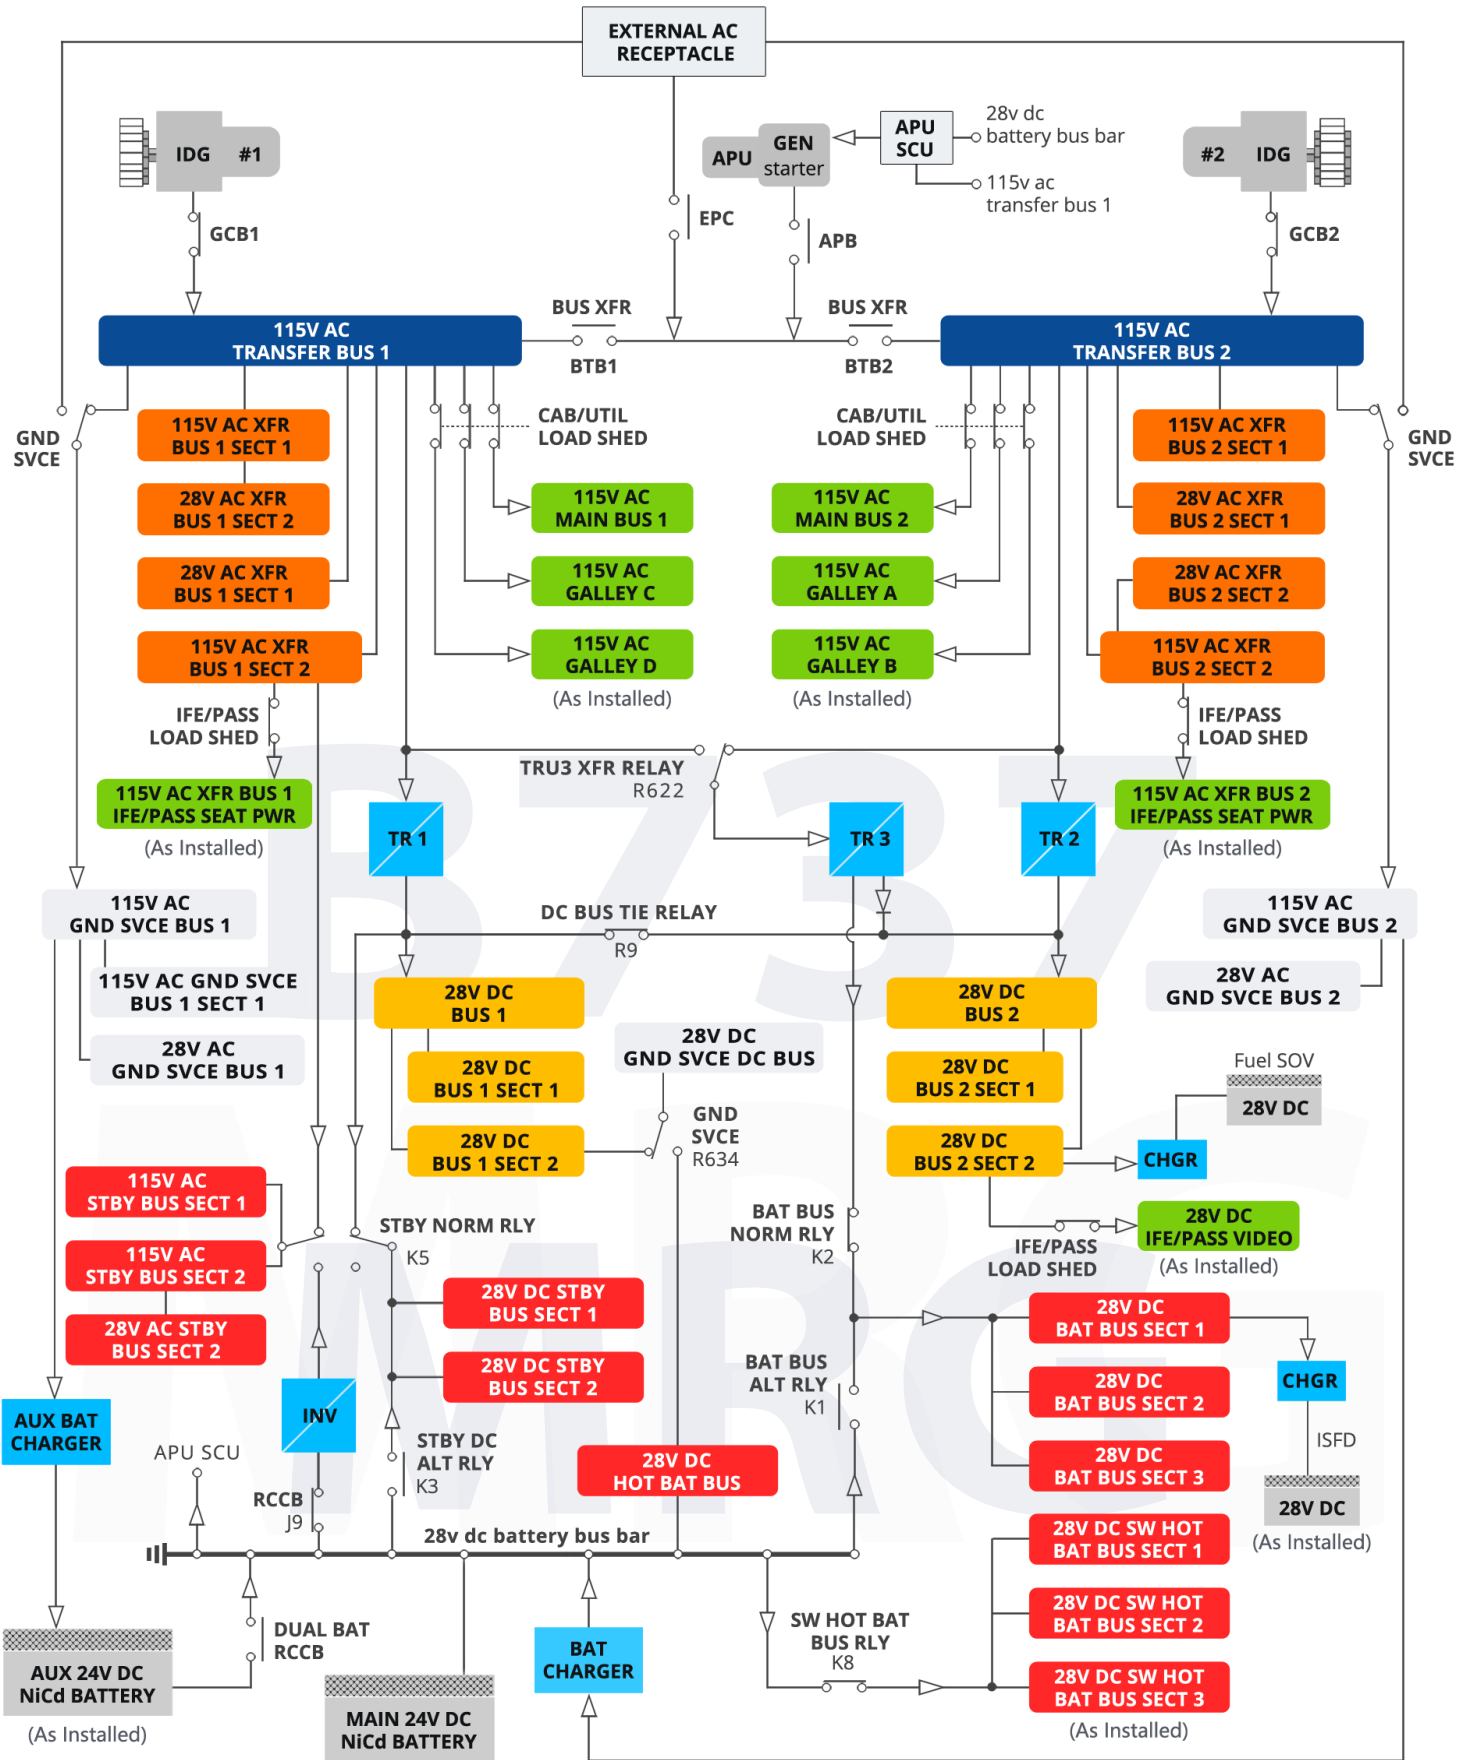 EXTERNAL AC
RECEPTACLE
IDG
#1
APU
GEN
starter
APU
SCU
28v dc
battery bus bar
115v ac
transfer bus 1
#2
IDG
GCB1
EPC
APB
GCB2
BUS XFR
BUS XFR
115V AC
TRANSFER BUS 1
BTB1
BTB2
115V AC
TRANSFER BUS 2
GND
SVCE
115V AC XFR
BUS 1 SECT 1
CAB/UTIL
LOAD SHED
CAB/UTIL
LOAD SHED
115V AC XFR
BUS 2 SECT 1
GND
SVCE
28V AC XFR
BUS 1 SECT 2
115V AC
MAIN BUS 1
115V AC
MAIN BUS 2
28V AC XFR
BUS 2 SECT 1
28V AC XFR
BUS 1 SECT 1
115V AC
GALLEY C
115V AC
GALLEY A
28V AC XFR
BUS 2 SECT 2
115V AC XFR
BUS 1 SECT 2
115V AC
GALLEY D
(As Installed)
115V AC
GALLEY B
(As Installed)
115V AC XFR
BUS 2 SECT 2
IFE/PASS
LOAD SHED
IFE/PASS
LOAD SHED
B737
MRG
TRU3 XFR RELAY
R622
115V AC XFR BUS 1
IFE/PASS SEAT PWR
(As Installed)
TR 1
TR 3
TR 2
115V AC XFR BUS 2
IFE/PASS SEAT PWR
(As Installed)
115V AC
GND SVCE BUS 1
DC BUS TIE RELAY
R9
115V AC
GND SVCE BUS 2
115V AC GND SVCE
BUS 1 SECT 1
28V DC
BUS 1
28V DC
BUS 2
28V AC
GND SVCE BUS 2
28V AC
GND SVCE BUS 1
28V DC
GND SVCE DC BUS
28V DC
BUS 1 SECT 1
28V DC
BUS 2 SECT 1
Fuel SOV
28V DC
28V DC
BUS 1 SECT 2
GND
SVCE
R634
28V DC
BUS 2 SECT 2
CHGR
115V AC
STBY BUS SECT 1
STBY NORM RLY
K5
BAT BUS
NORM RLY
K2
IFE/PASS
LOAD SHED
28V DC
IFE/PASS VIDEO
(As Installed)
115V AC
STBY BUS SECT 2
28V DC STBY
BUS SECT 1
28V DC
BAT BUS SECT 1
28V AC STBY
BUS SECT 2
28V DC STBY
BUS SECT 2
BAT BUS
ALT RLY
K1
28V DC
BAT BUS SECT 2
CHGR
AUX BAT
CHARGER
INV
STBY DC
ALT RLY
K3
28V DC
BAT BUS SECT 3
ISFD
APU SCU
28V DC
HOT BAT BUS
RCCB
J9
28V DC
(As Installed)
28v dc battery bus bar
28V DC SW HOT
BAT BUS SECT 1
DUAL BAT
RCCB
SW HOT BAT
BUS RLY
K8
28V DC SW HOT
BAT BUS SECT 2
BAT
CHARGER
AUX 24V DC
NiCd BATTERY
(As Installed)
MAIN 24V DC
NiCd BATTERY
28V DC SW HOT
BAT BUS SECT 3
(As Installed)